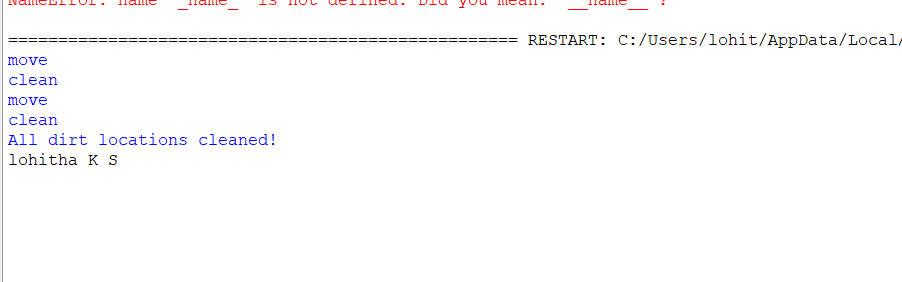 NameError: name '_name_' is not defined. Did you mean: '__name__'?
=================================================== RESTART: C:/Users/lohit/AppData/Local/
move
clean
move
clean
All dirt locations cleaned!
lohitha K S